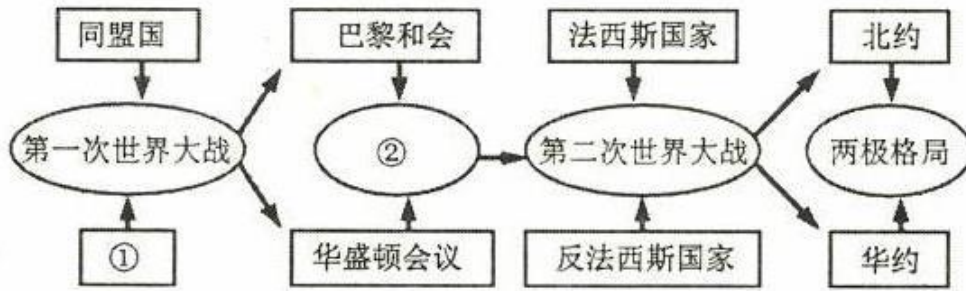 同盟国
巴黎和会
法西斯国家
北约
第一次世界大战
②
第二次世界大战
两极格局
①
华盛顿会议
反法西斯国家
华约